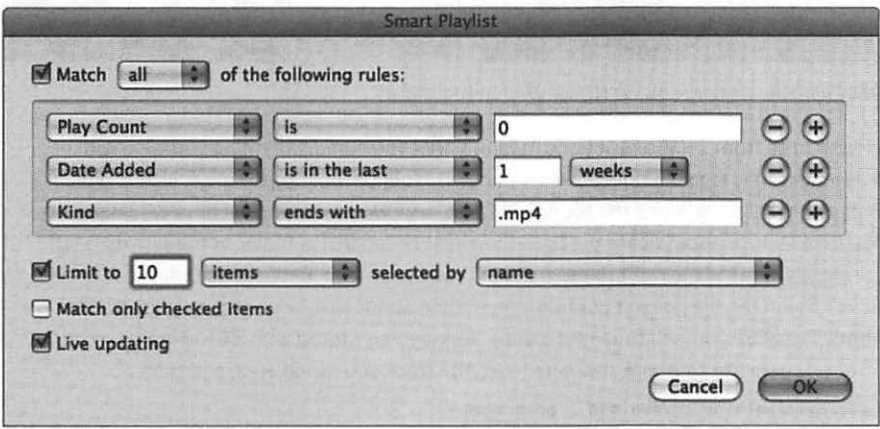 Smart Playlist
Match all of the following rules:
Play Count is 0
Date Added is in the last 1 weeks
Kind ends with .mp4
Limit to 10 items selected by name
Match only checked items
Live updating
Cancel OK